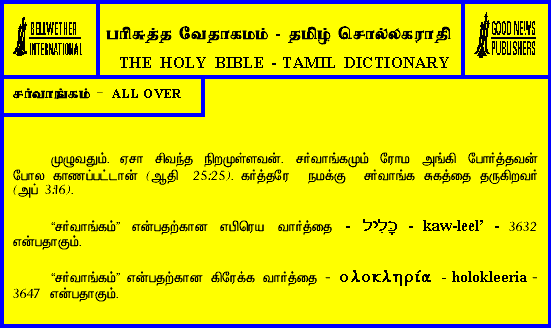 BELLWETHER
INTERNATIONAL
பரிசுத்த வேதாகமம் - தமிழ் சொல்லகராதி
THE HOLY BIBLE - TAMIL DICTIONARY
GOOD NEWS
PUBLISHERS
சர்வாங்கம் - ALL OVER
முழுவதும். ஏசா சிவந்த நிறமுள்ளவன். சர்வாங்கமும் ரோம அங்கி போர்த்தவன்
போல காணப்பட்டான் (ஆதி 25:25). கர்த்தரே நமக்கு சர்வாங்க சுகத்தை தருகிறவர்
(அப் 3:16).
“சர்வாங்கம்” என்பதற்கான எபிரெய வார்த்தை - כָּלִיל - kaw-leel’ - 3632
என்பதாகும்.
“சர்வாங்கம்” என்பதற்கான கிரேக்க வார்த்தை - ολοκληρία - holokleeria -
3647 என்பதாகும்.